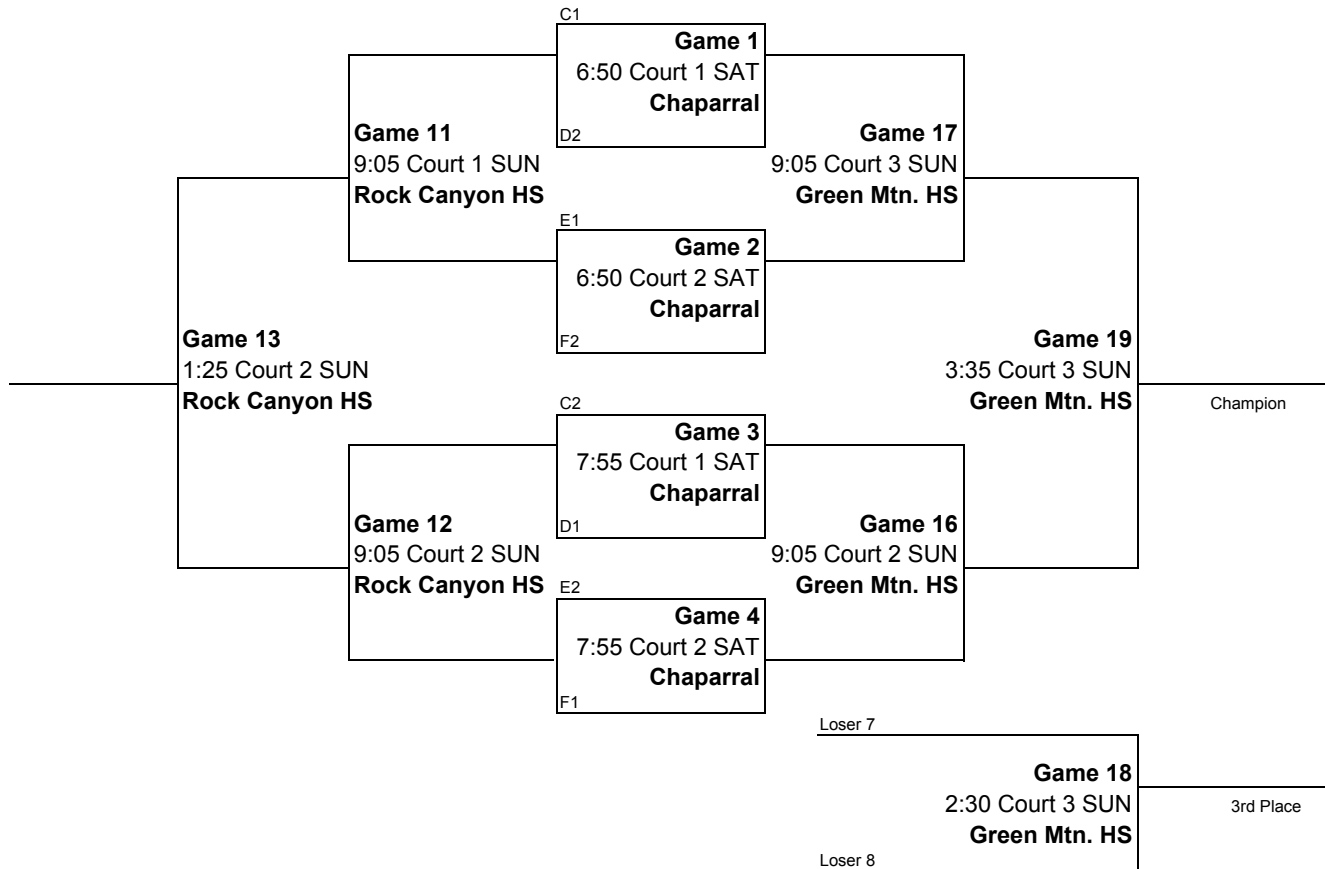 C1
Game 1
6:50 Court 1 SAT
Chaparral
D2
Game 11
9:05 Court 1 SUN
Rock Canyon HS
Game 17
9:05 Court 3 SUN
Green Mtn. HS
E1
Game 2
6:50 Court 2 SAT
Chaparral
F2
Game 13
1:25 Court 2 SUN
Rock Canyon HS
Game 19
3:35 Court 3 SUN
Green Mtn. HS
Champion
C2
Game 3
7:55 Court 1 SAT
Chaparral
D1
Game 12
9:05 Court 2 SUN
Rock Canyon HS
Game 16
9:05 Court 2 SUN
Green Mtn. HS
E2
Game 4
7:55 Court 2 SAT
Chaparral
F1
Loser 7
Game 18
2:30 Court 3 SUN
Green Mtn. HS
3rd Place
Loser 8